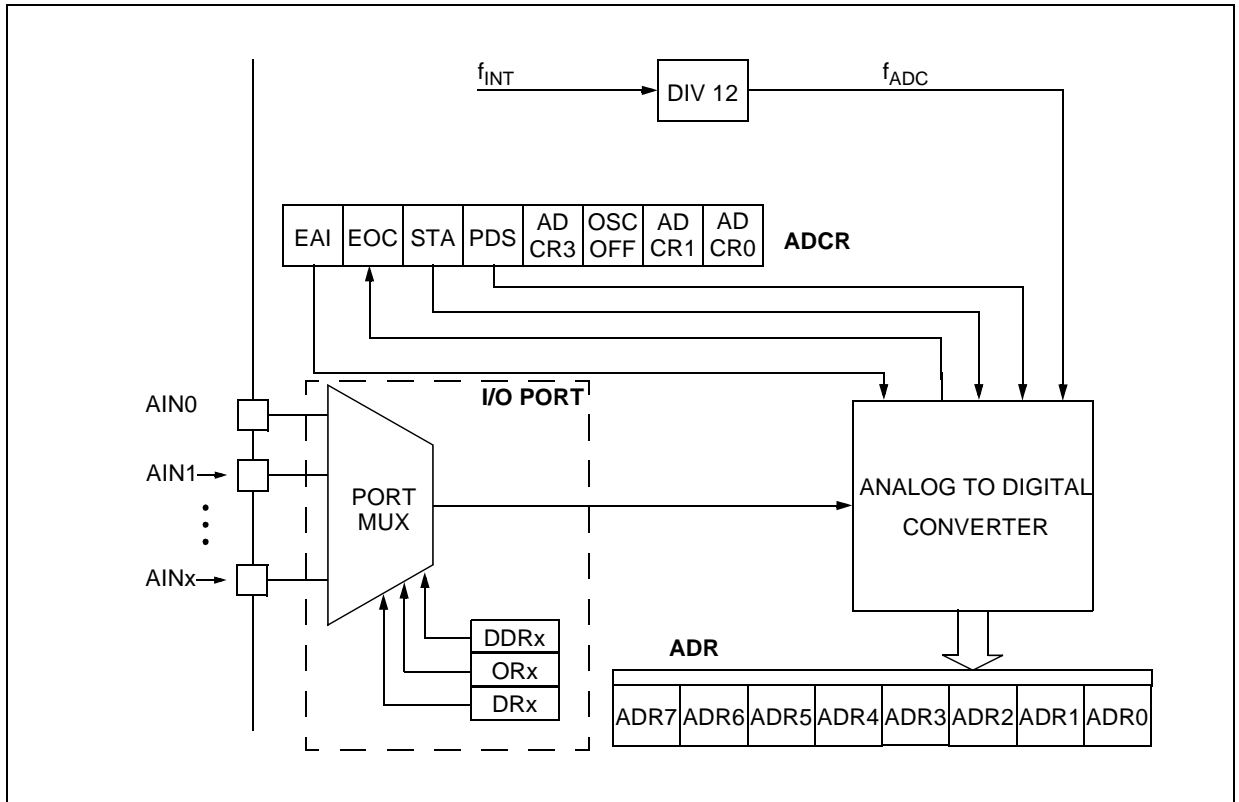 fINT
DIV 12
fADC
EAI EOC STA PDS AD CR3 OSC OFF AD CR1 AD CR0
ADCR
I/O PORT
AIN0
AIN1
AINx
PORT
MUX
ANALOG TO DIGITAL
CONVERTER
DDRx
ORx
DRx
ADR
ADR7 ADR6 ADR5 ADR4 ADR3 ADR2 ADR1 ADR0